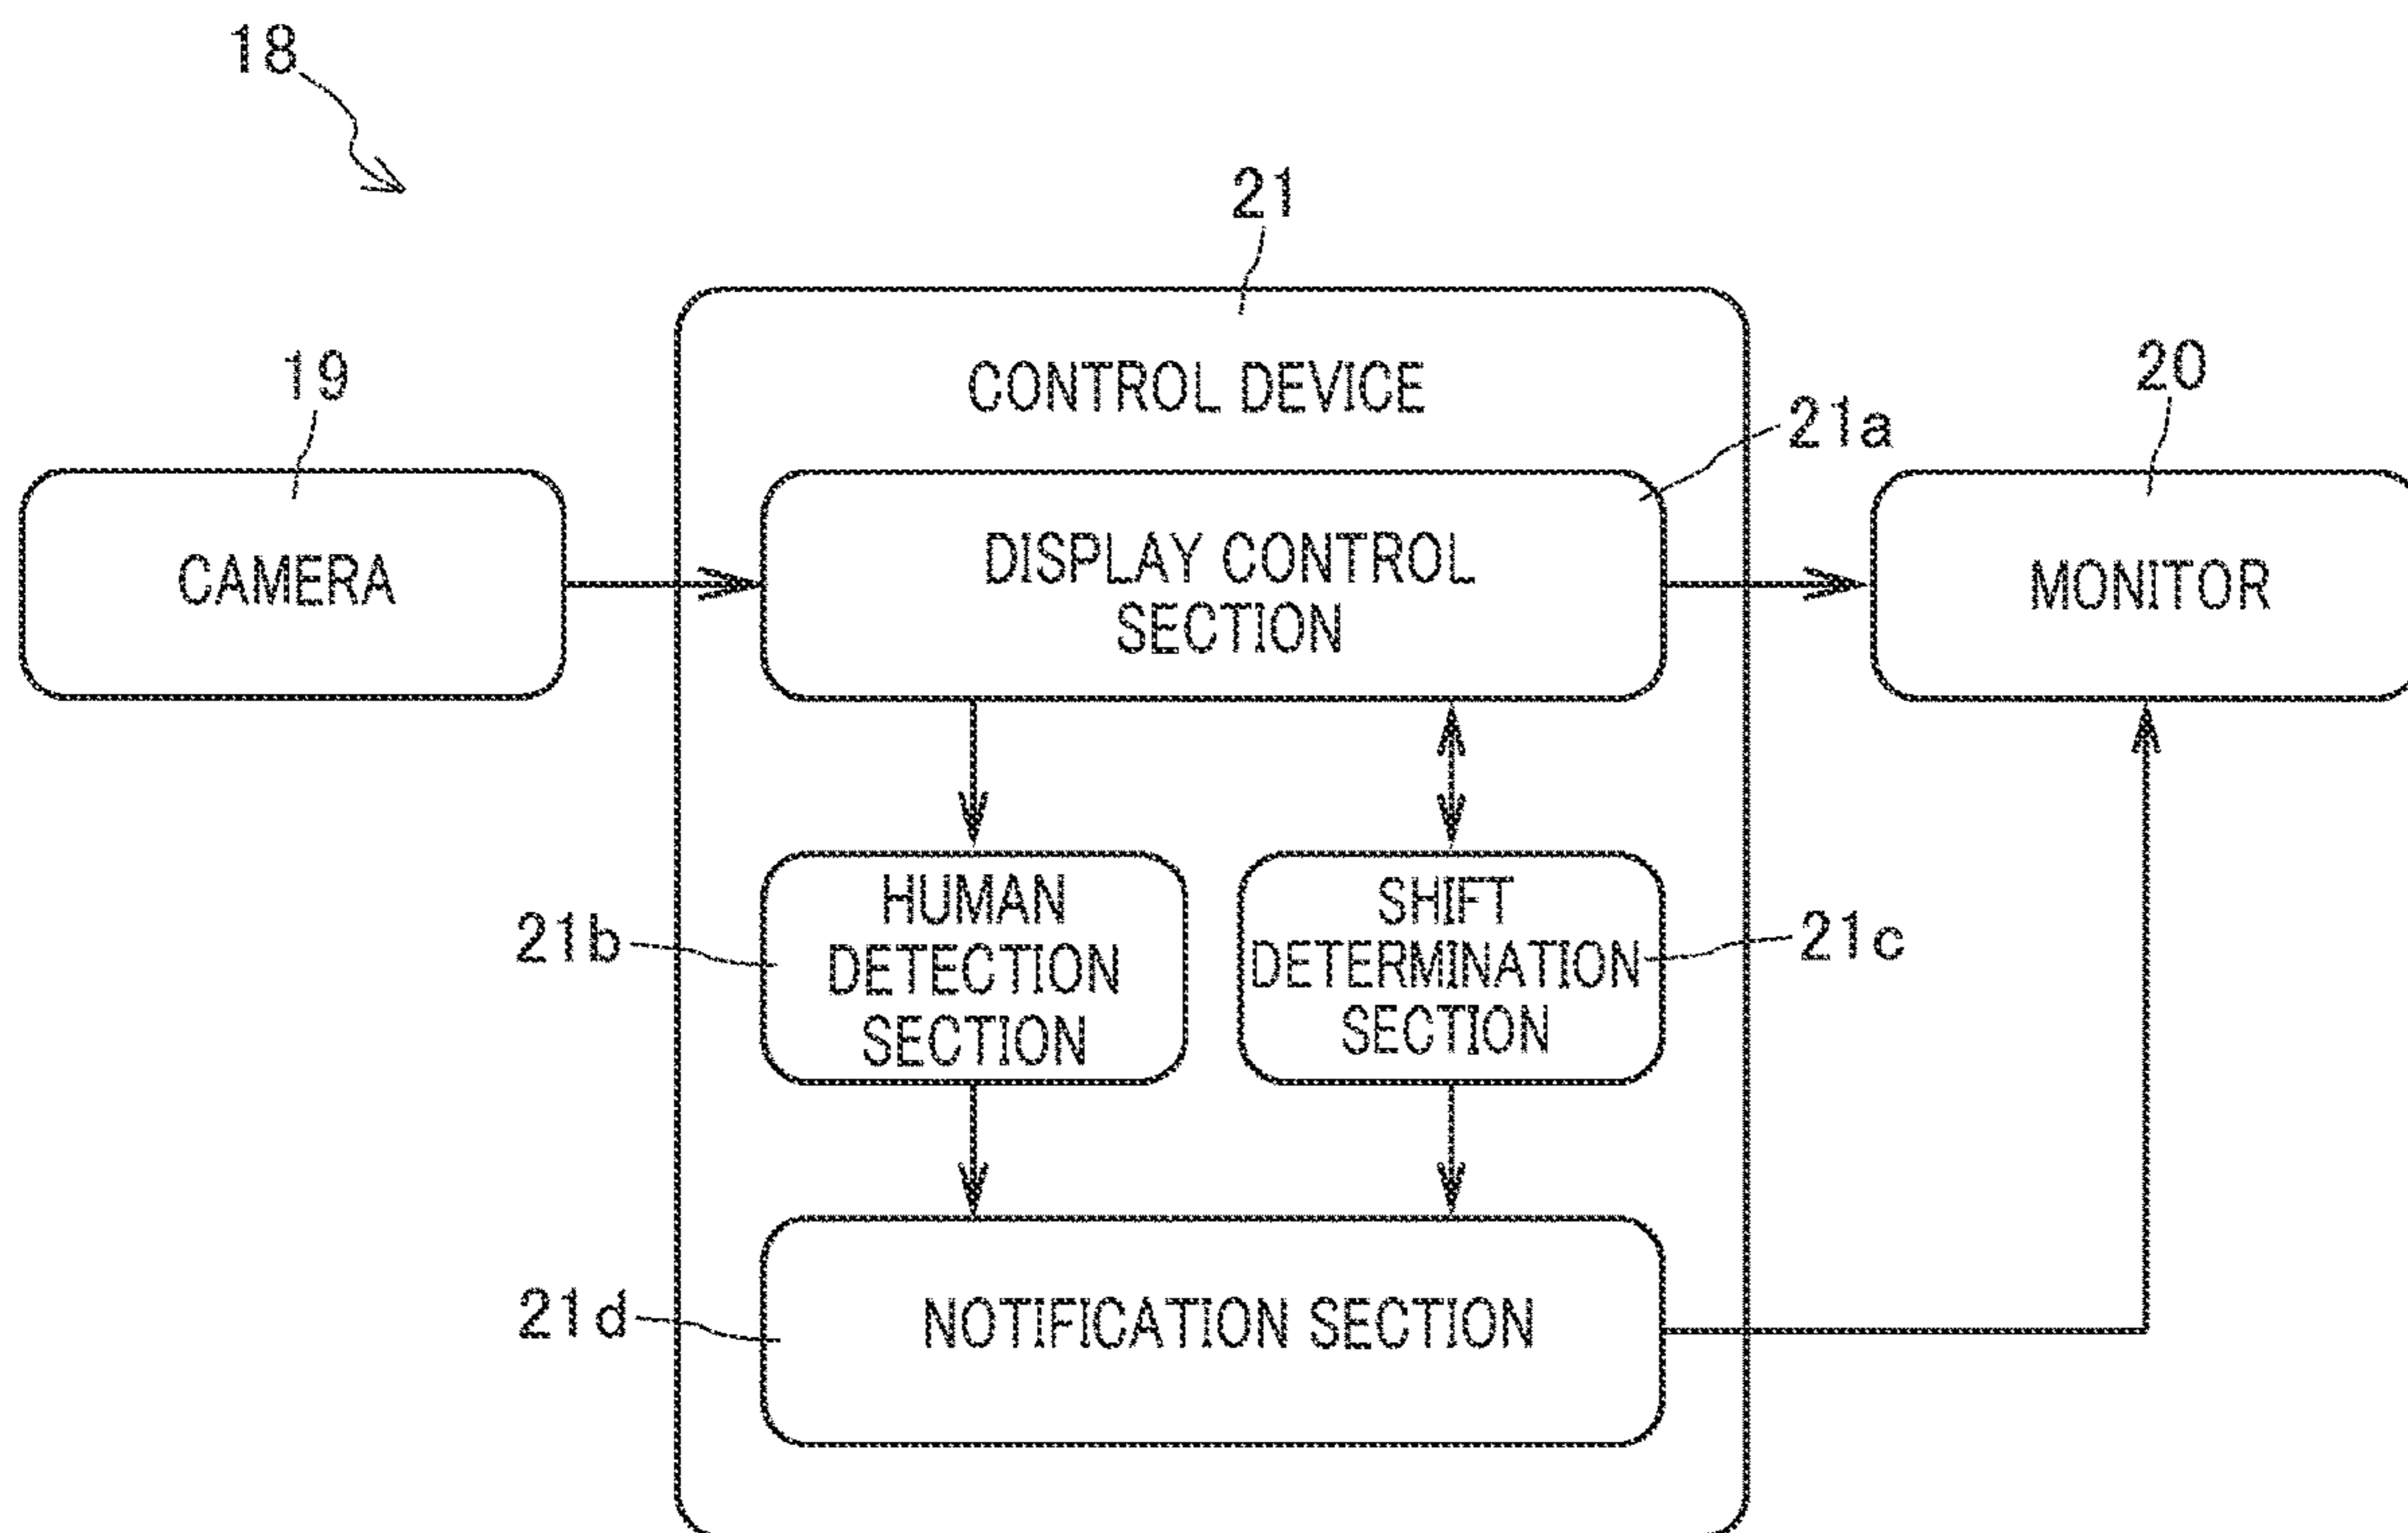 18
21
CONTROL DEVICE
19
20
21a
CAMERA
DISPLAY CONTROL
SECTION
MONITOR
21b
HUMAN
DETECTION
SECTION
SHIFT
DETERMINATION
SECTION
21c
21d
NOTIFICATION SECTION